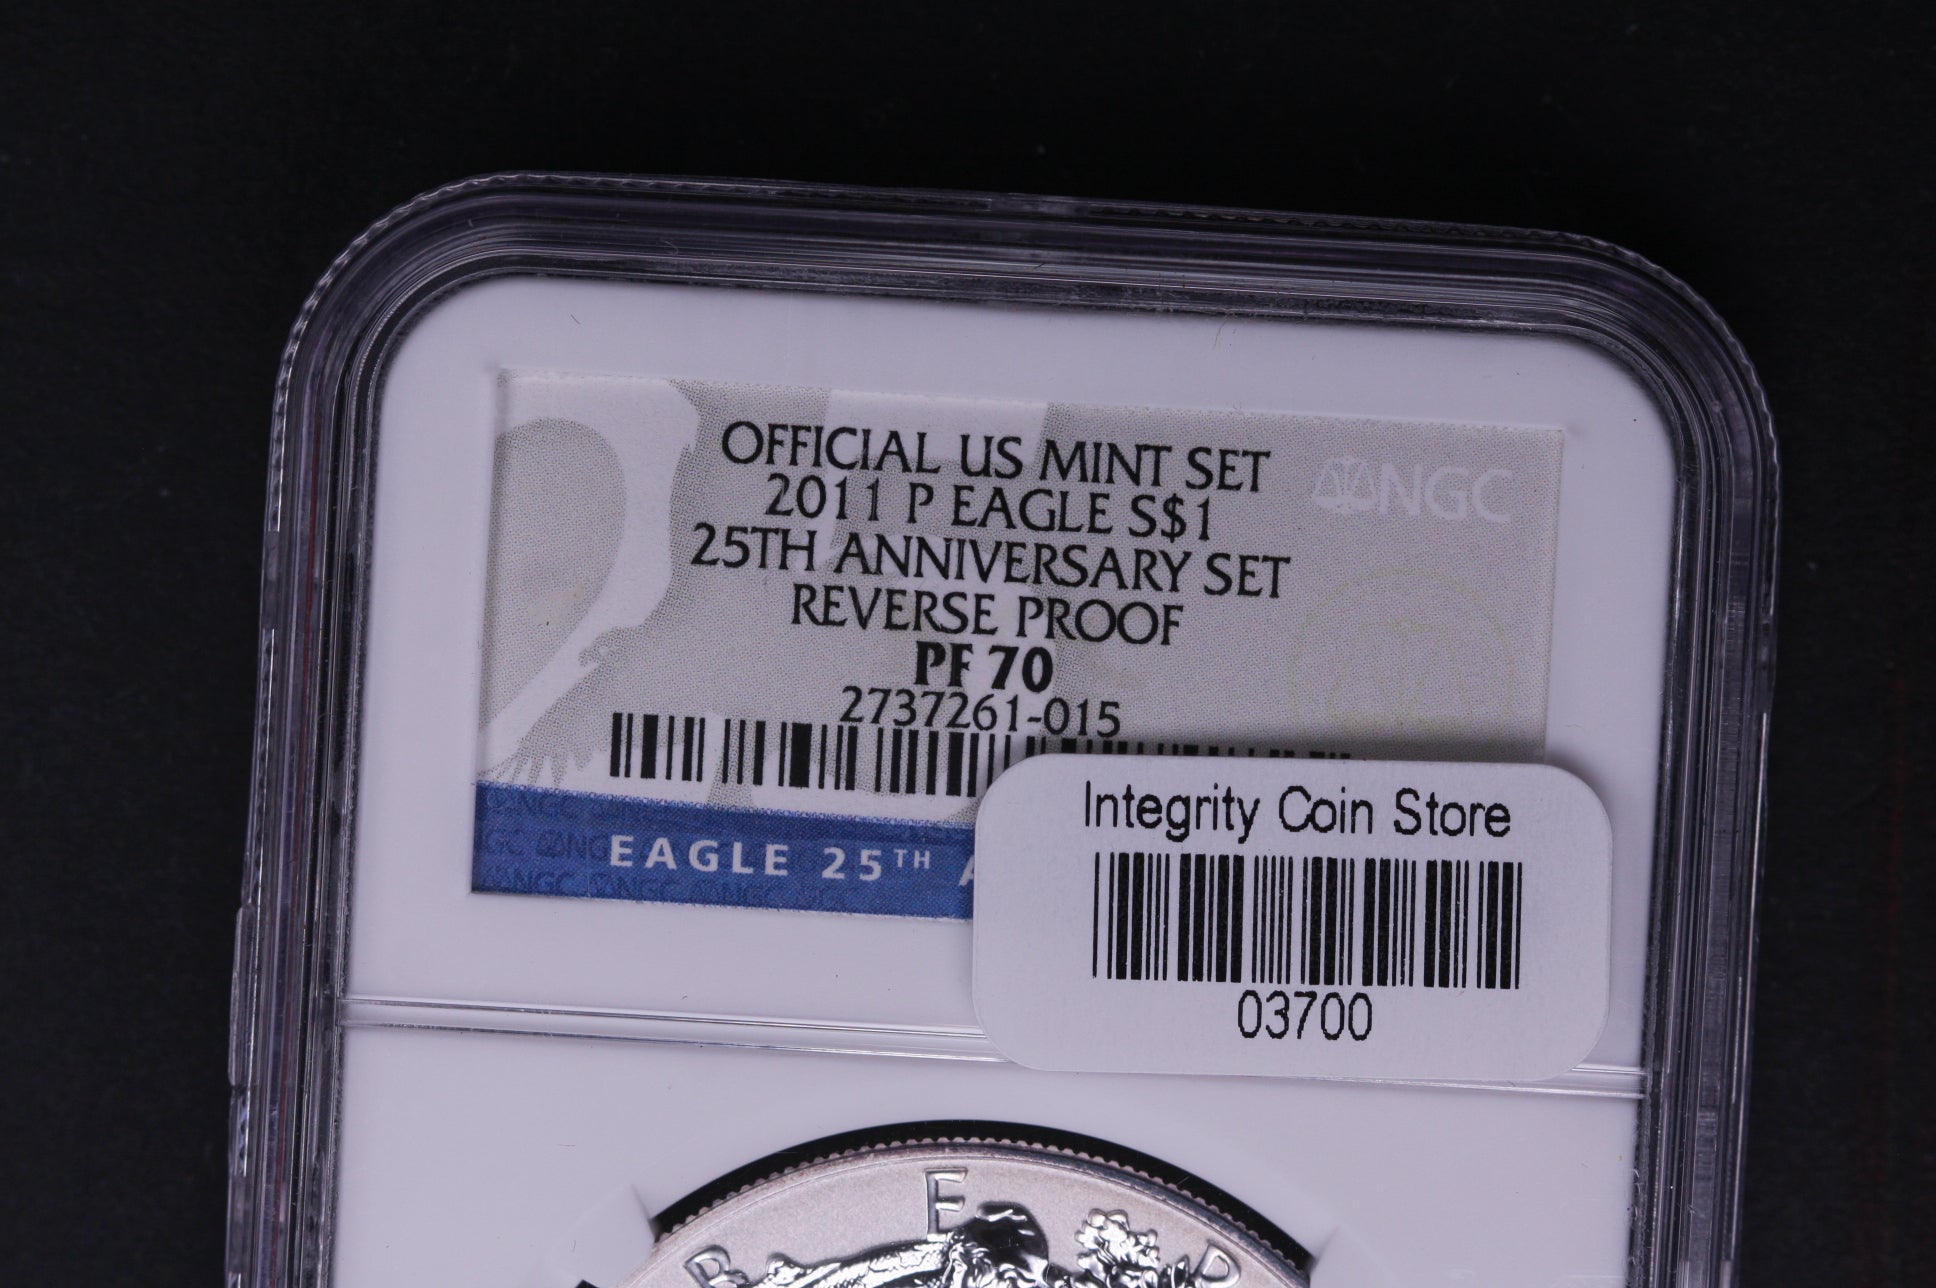 OFFICIAL US MINT SET
NGC
2011 P EAGLE S$1
25TH ANNIVERSARY SET
REVERSE PROOF
PF 70
2737261-015
EAGLE 25TH A
Integrity Coin Store
03700
B E R